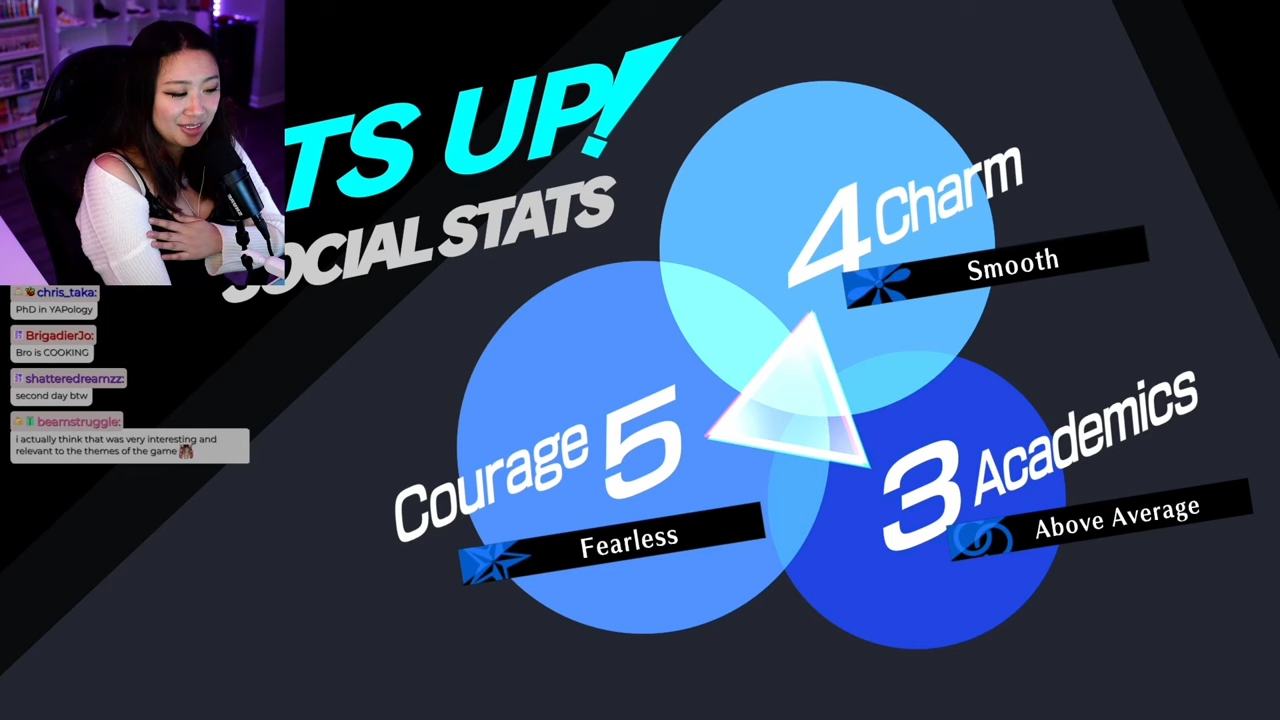 TS UP!
SOCIAL STATS
4 Charm
Smooth
Courage 5
Fearless
3 Academics
Above Average
chris_taka:
PhD in YAPology
BrigadierJo:
Bro is COOKING
shatteredreamzz:
second day btw
beamstruggle:
i actually think that was very interesting and
relevant to the themes of the game